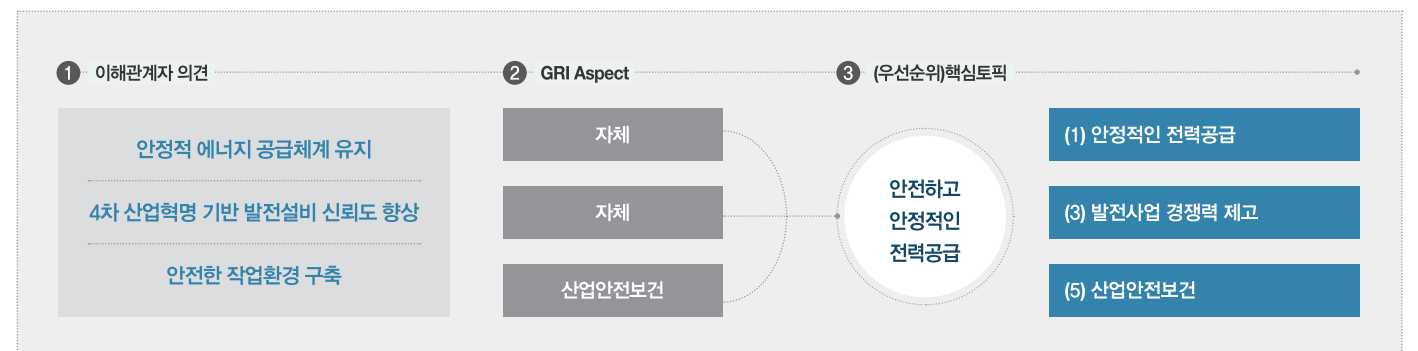 1 이해관계자 의견
안정적 에너지 공급체계 유지
4차 산업혁명 기반 발전설비 신뢰도 향상
안전한 작업환경 구축
2 GRI Aspect
자체
자체
산업안전보건
3 (우선순위)핵심토픽
안전하고
안정적인
전력공급
(1) 안정적인 전력공급
(3) 발전사업 경쟁력 제고
(5) 산업안전보건